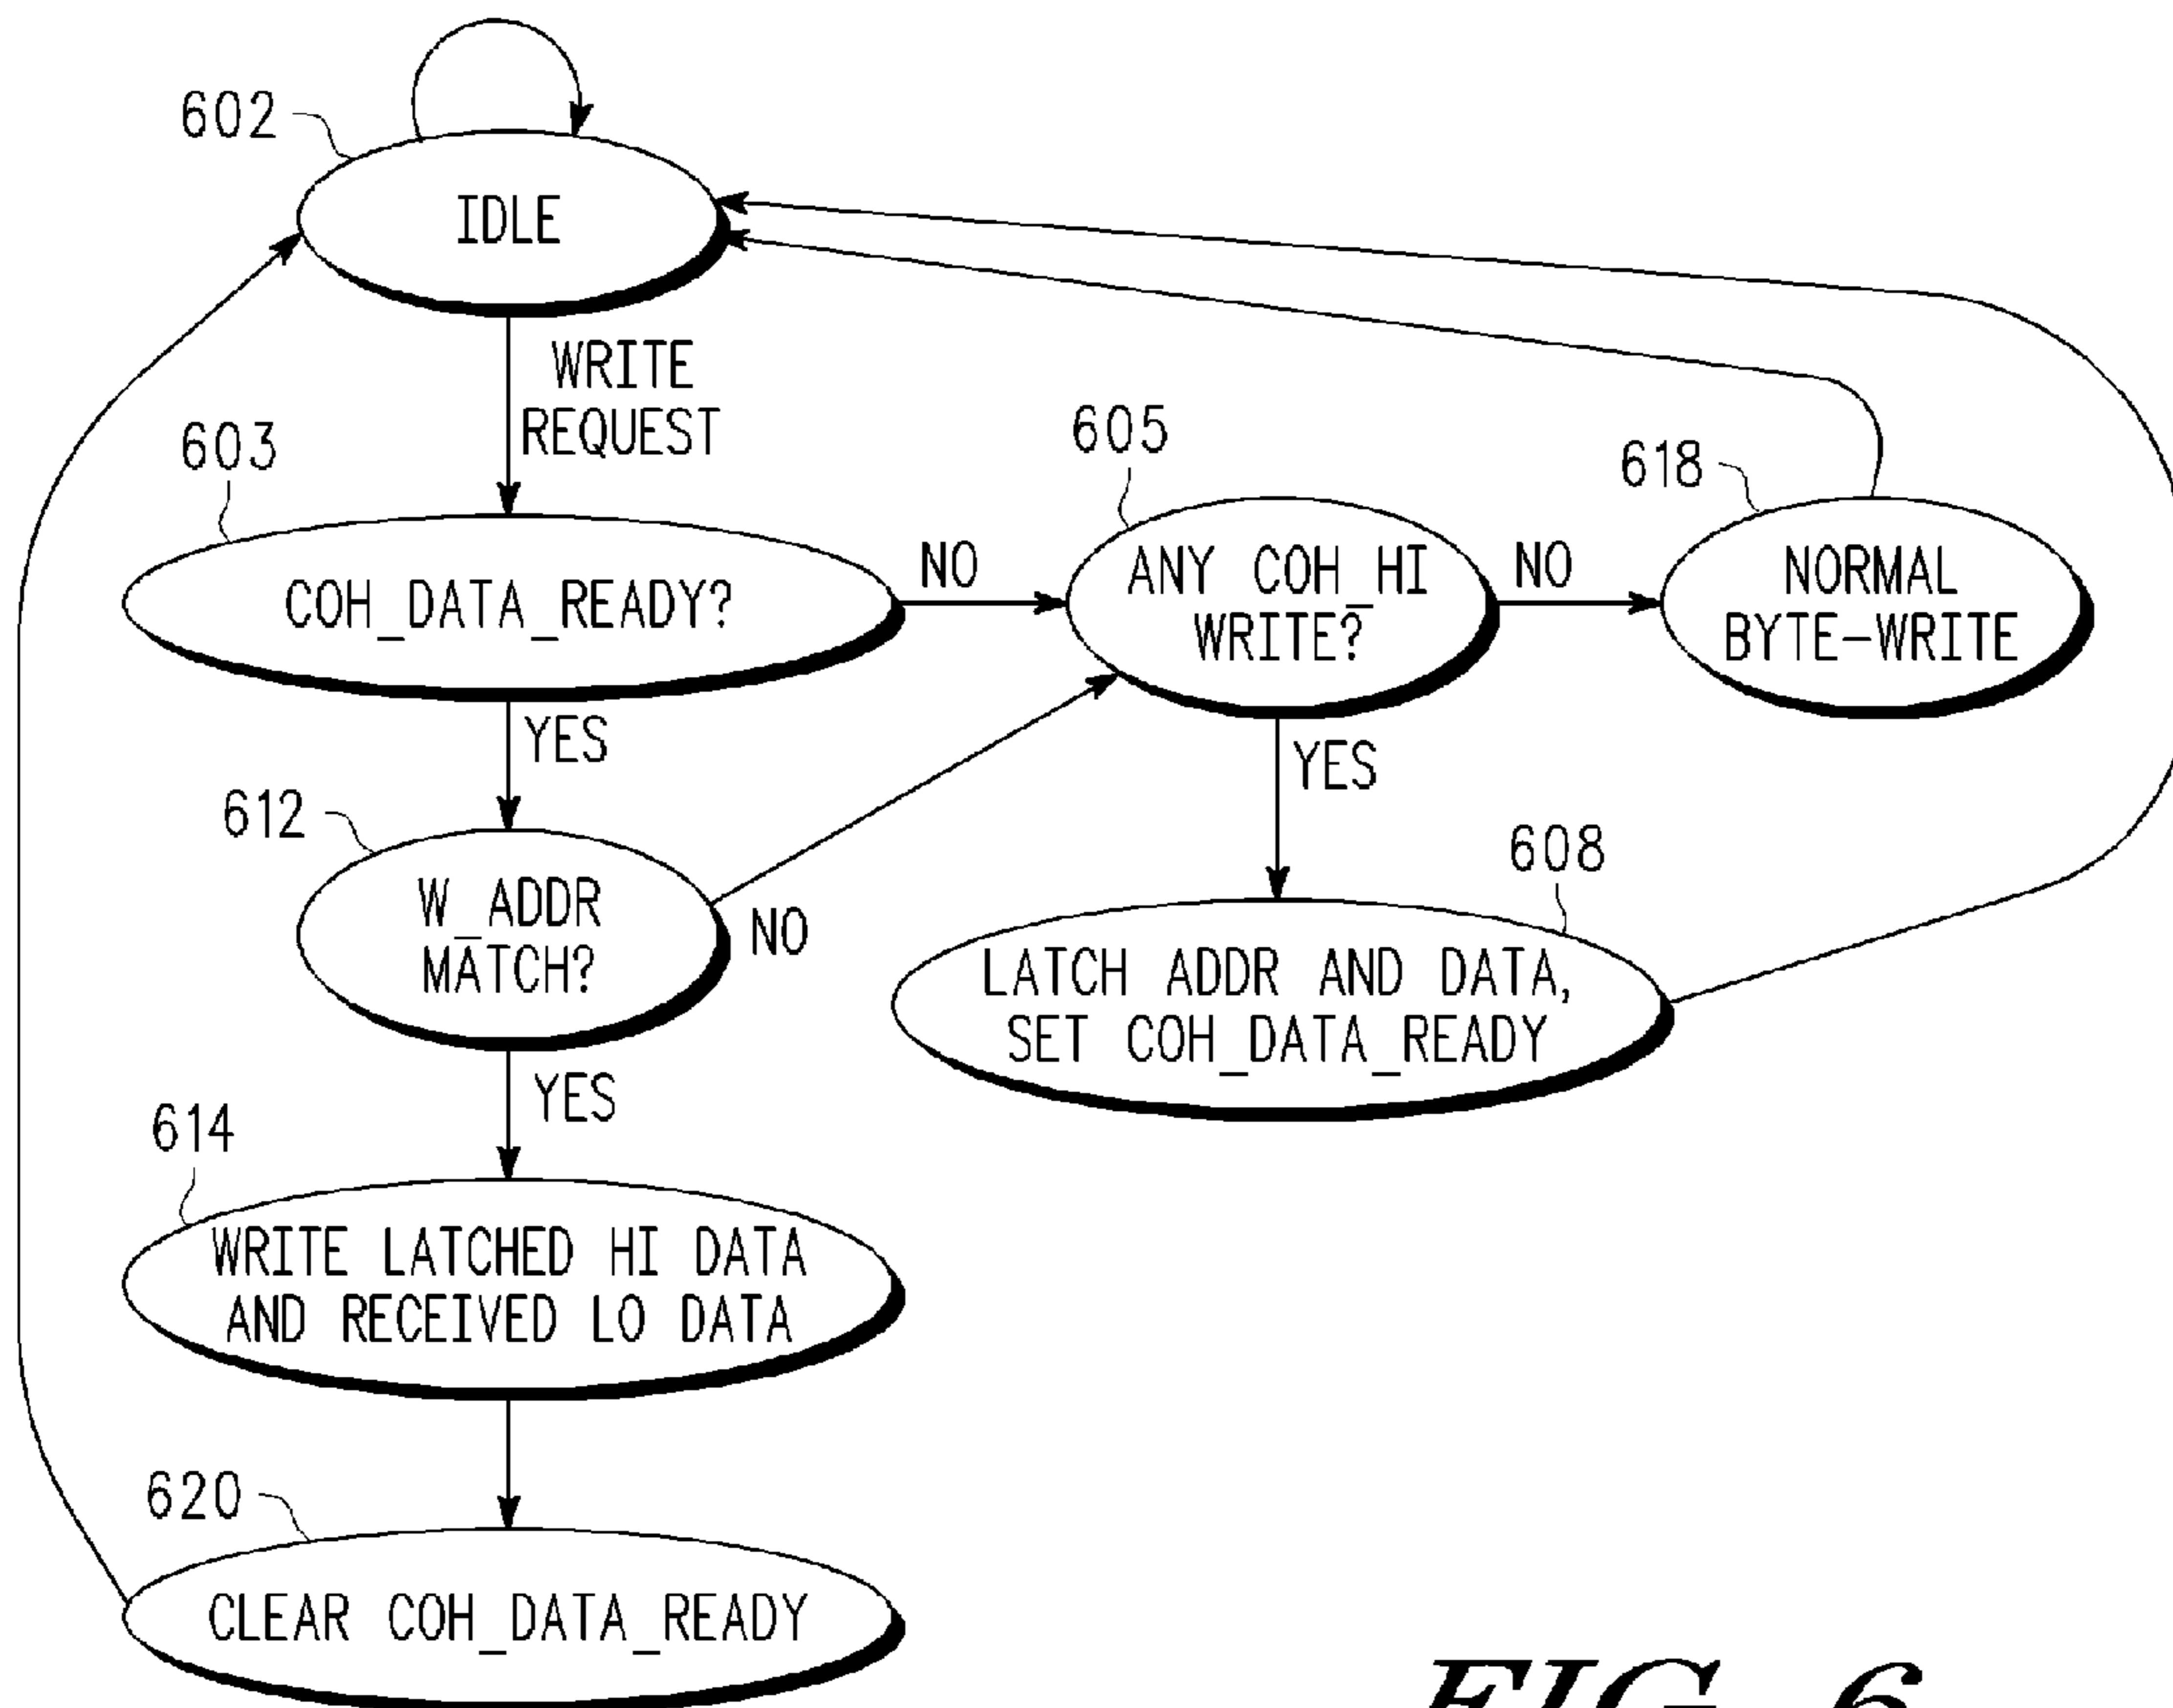 602
IDLE
WRITE
REQUEST
603
COH_DATA_READY?
NO
605
ANY COH_HI
WRITE?
NO
618
NORMAL
BYTE-WRITE
YES
YES
612
W_ADDR
MATCH?
NO
608
LATCH ADDR AND DATA,
SET COH_DATA_READY
YES
614
WRITE LATCHED HI DATA
AND RECEIVED LO DATA
620
CLEAR COH_DATA_READY
FIG. 6